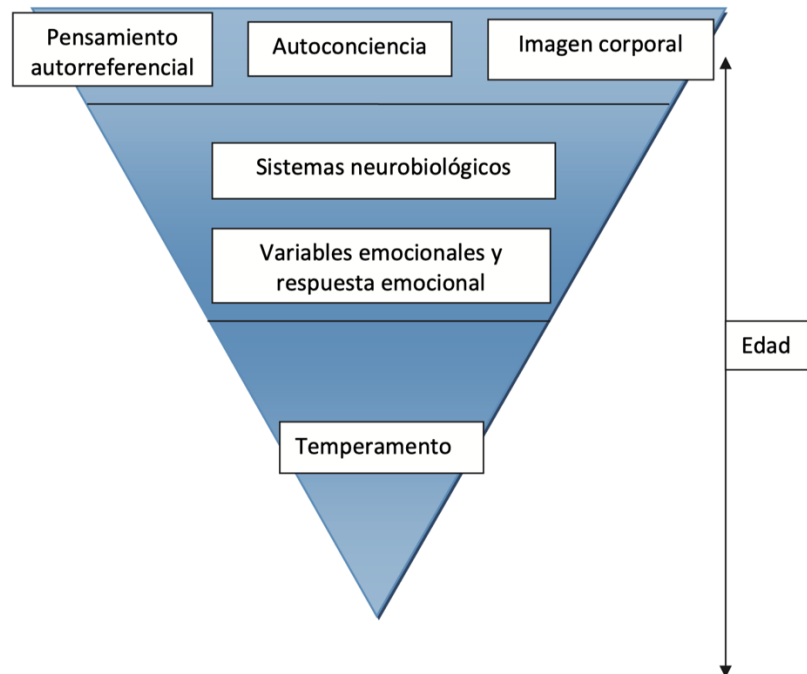 Pensamiento
autorreferencial
Autoconciencia
Imagen corporal
Sistemas neurobiológicos
Variables emocionales y
respuesta emocional
Edad
Temperamento